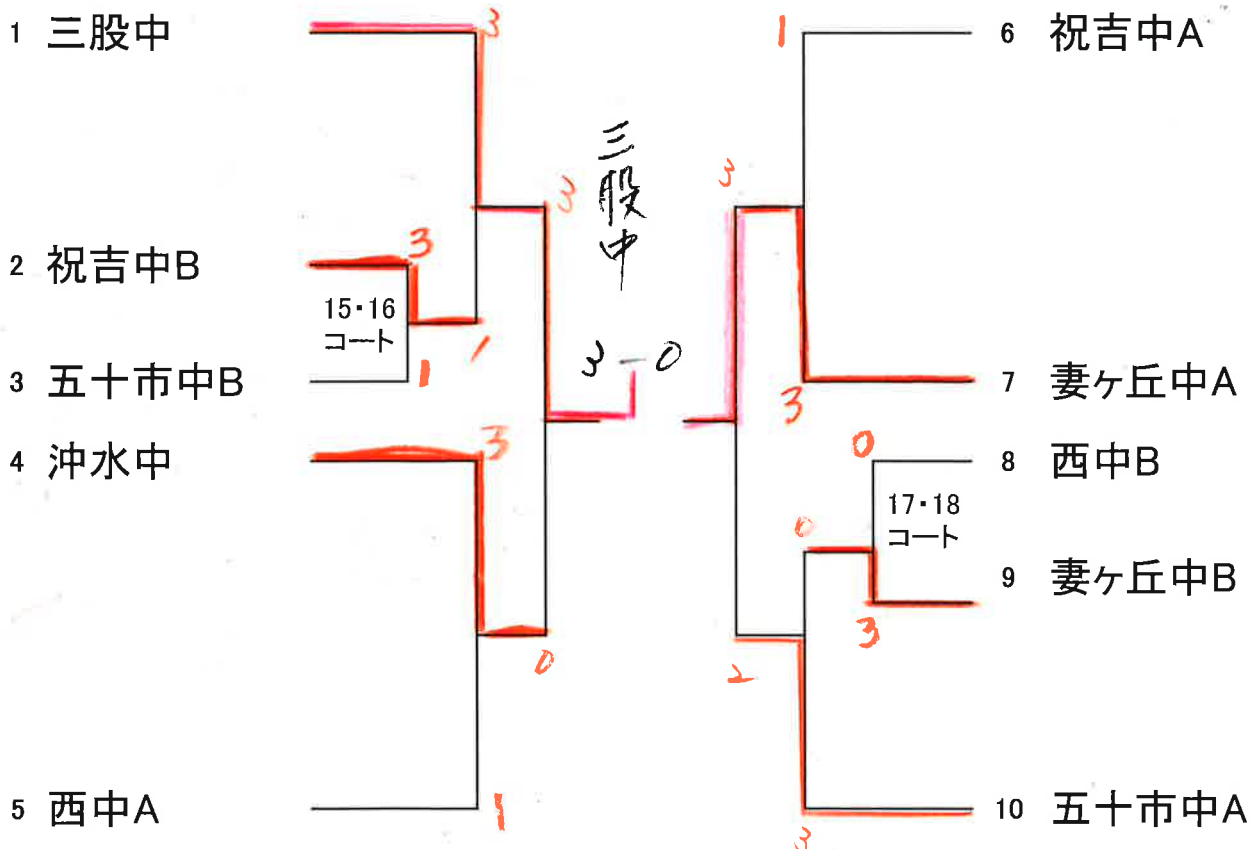 1 三股中
3
2 祝吉中B
3
15・16
コート
1
3 五十市中B
1
4 沖水中
3
5 西中A
1
3
0
三股中
3-0
6 祝吉中A
1
7 妻ヶ丘中A
3
8 西中B
0
17・18
コート
9 妻ヶ丘中B
3
0
10 五十市中A
3
3
2